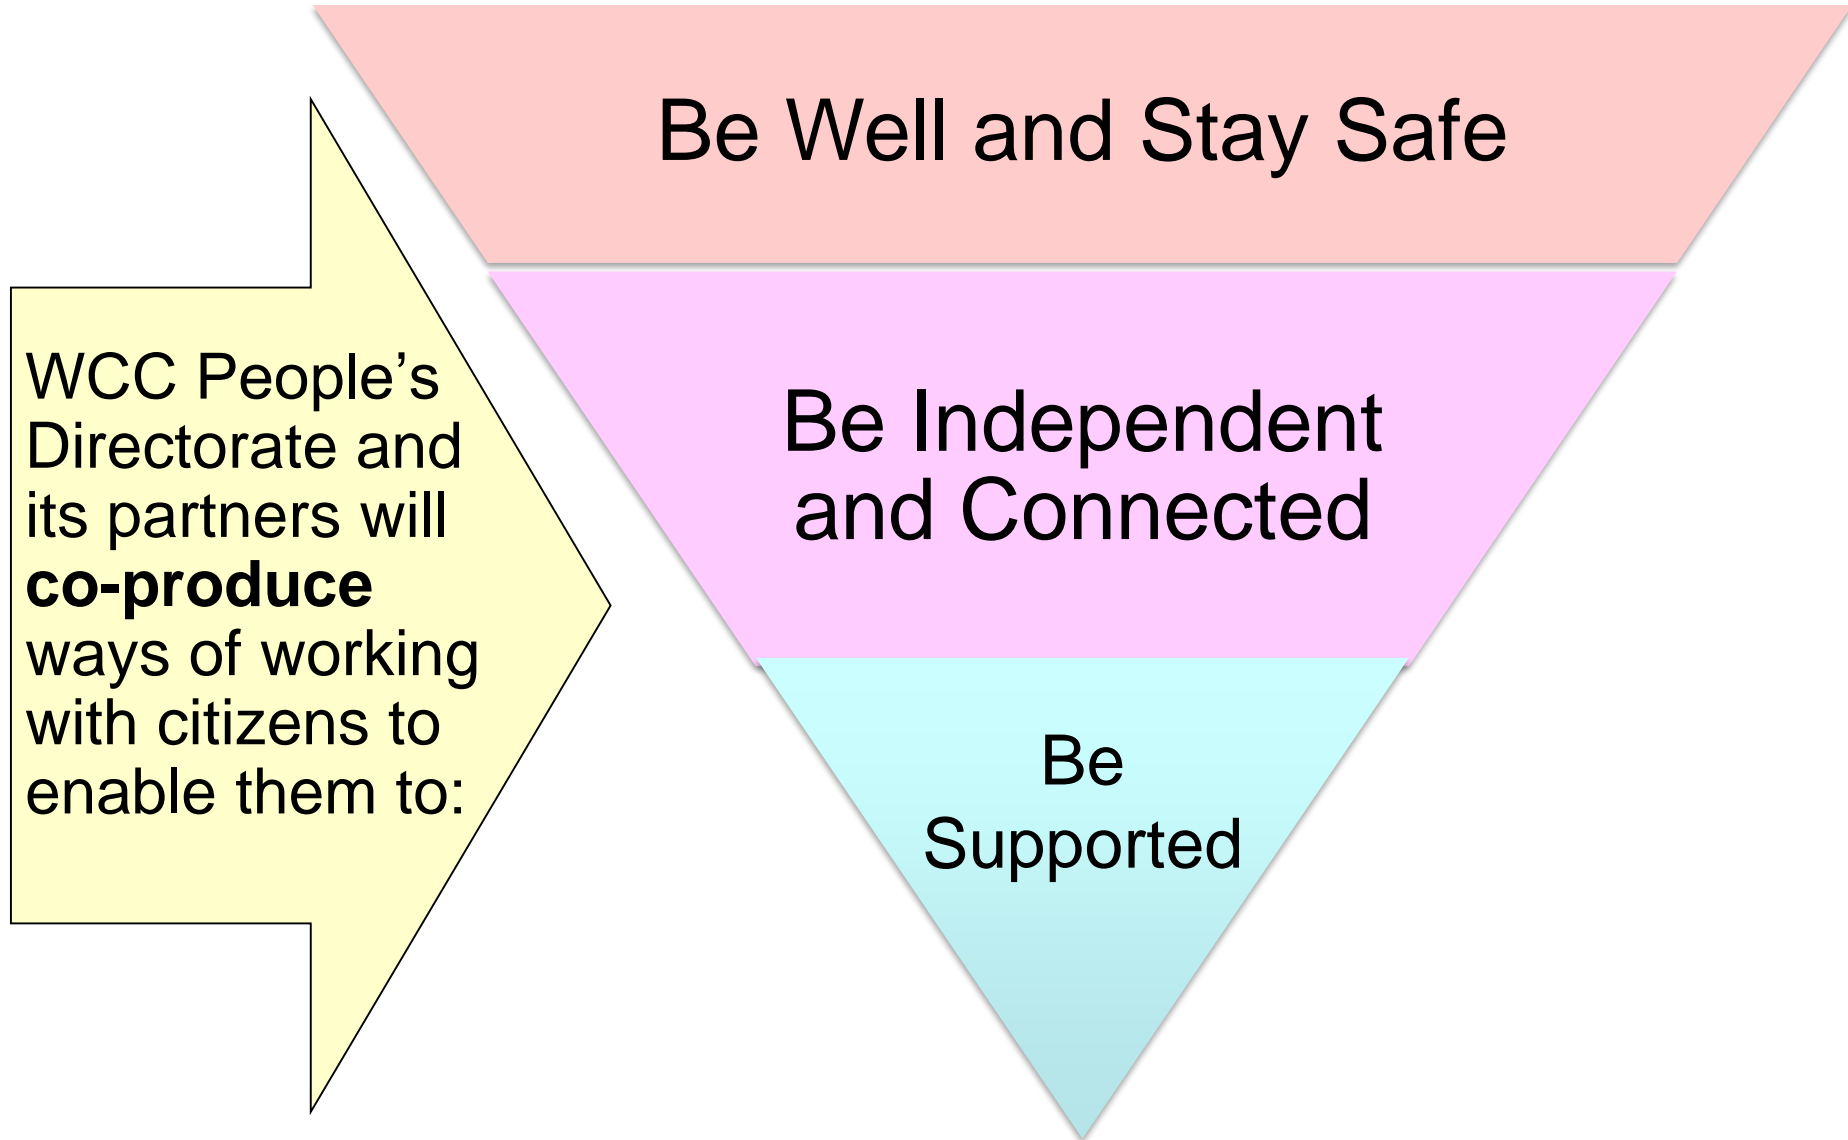 Be Well and Stay Safe
WCC People’s
Directorate and
its partners will
co-produce
ways of working
with citizens to
enable them to:
Be Independent
and Connected
Be
Supported